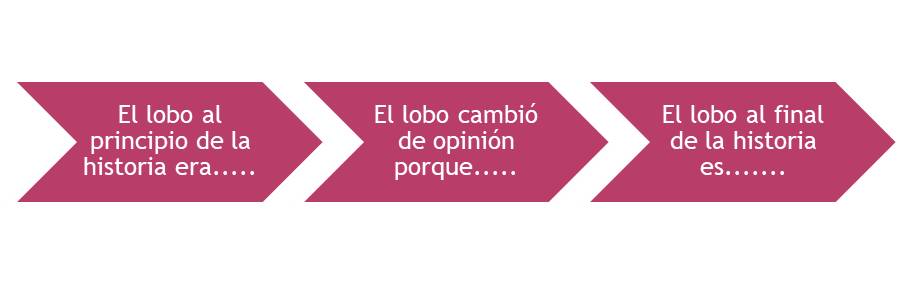 El lobo al
principio de la
historia era.....
El lobo cambió
de opinión
porque.....
El lobo al final
de la historia
es.......